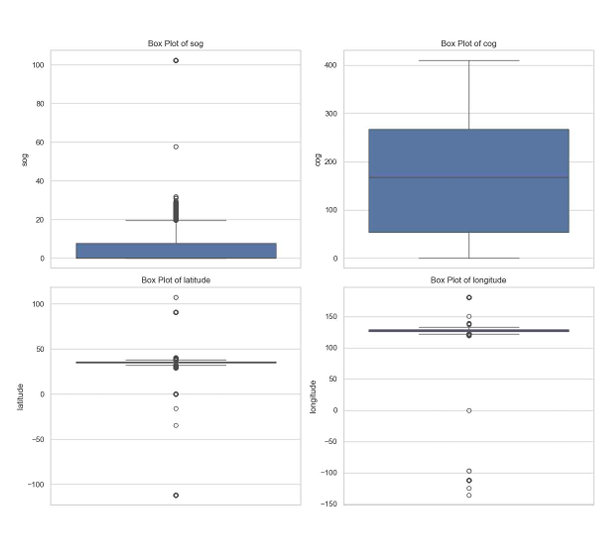 Box Plot of sog
100
80
60
40
20
0
sog
Box Plot of cog
400
300
200
100
0
cog
Box Plot of latitude
100
50
0
−50
−100
latitude
Box Plot of longitude
150
100
50
0
−50
−100
−150
longitude